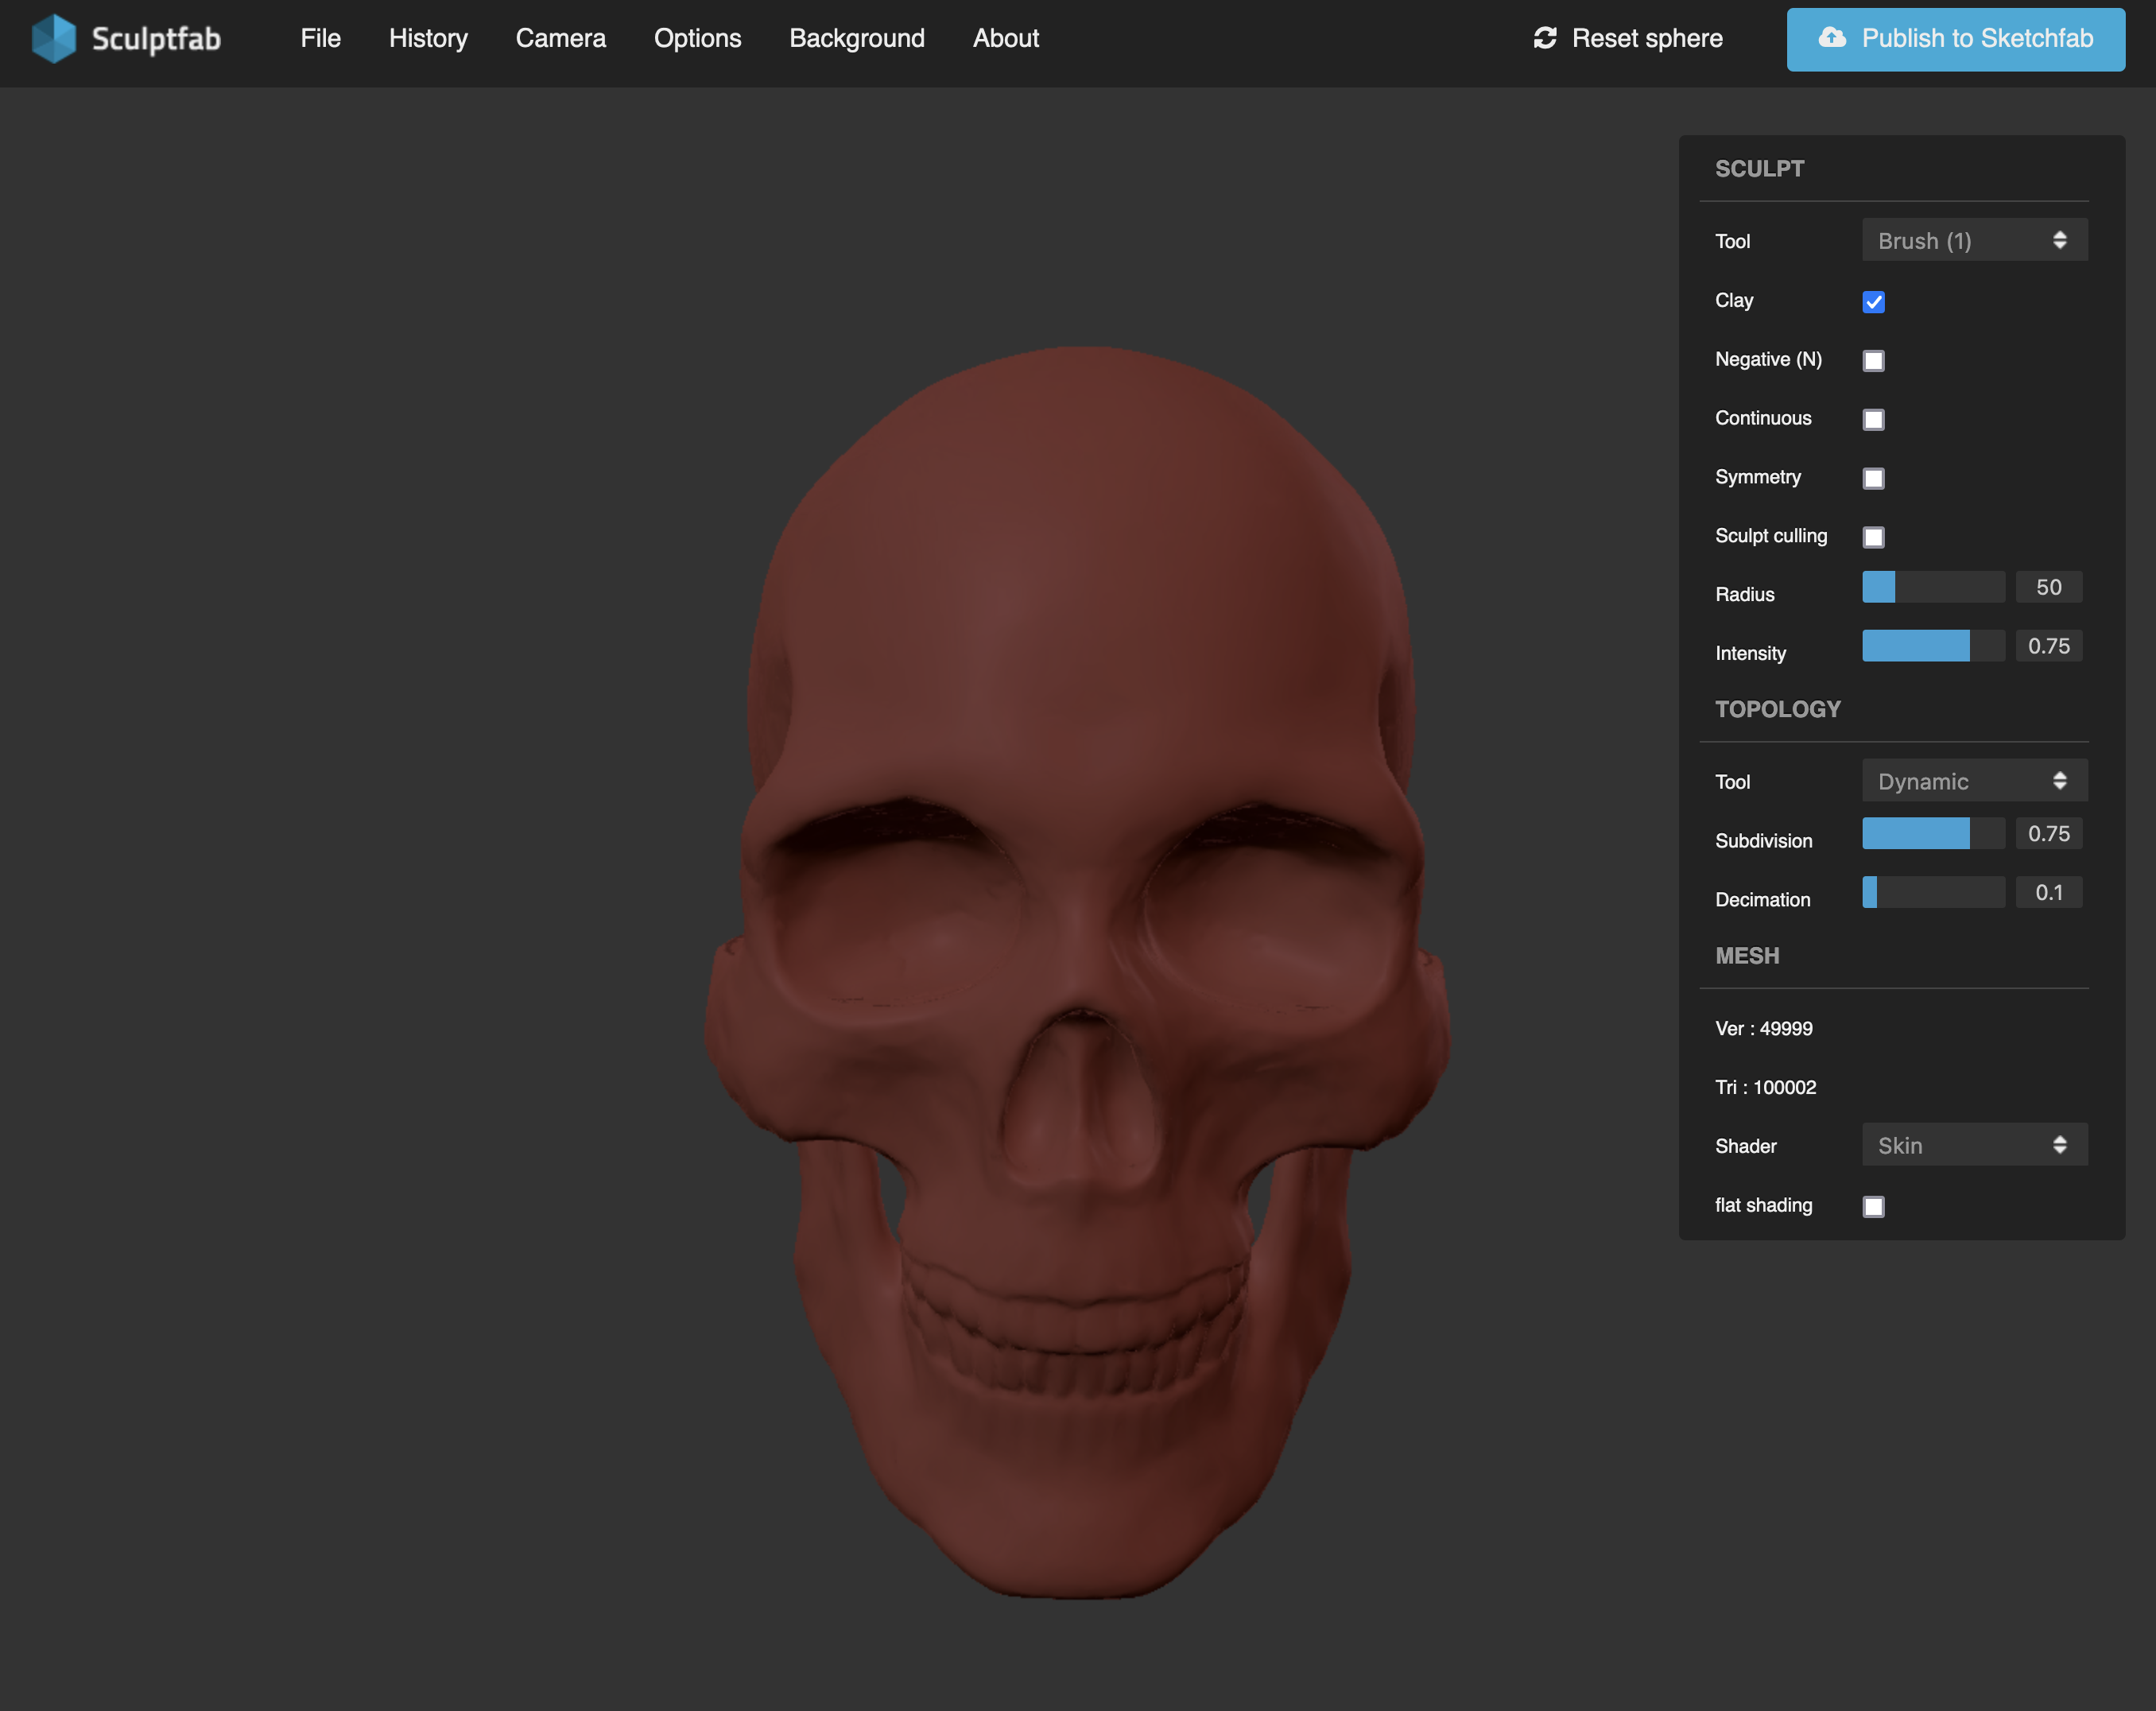 Sculptfab File History Camera Options Background About Reset sphere Publish to Sketchfab
SCULPT
Tool Brush (1)
Clay
Negative (N)
Continuous
Symmetry
Sculpt culling
Radius 50
Intensity 0.75
TOPOLOGY
Tool Dynamic
Subdivision 0.75
Decimation 0.1
MESH
Ver : 49999
Tri : 100002
Shader Skin
flat shading